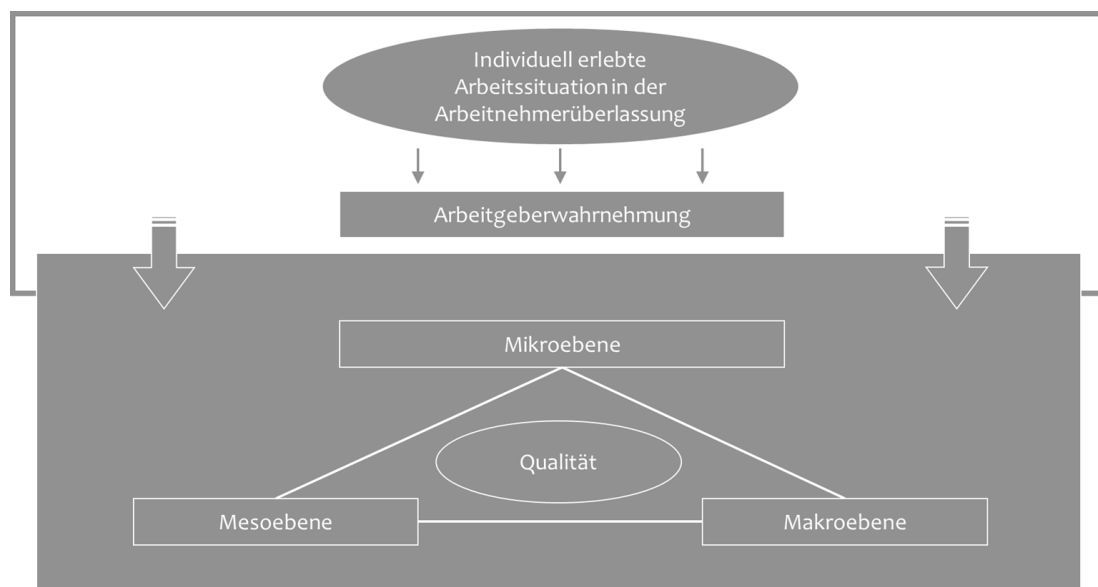 Individuell erlebte
Arbeitssituation in der
Arbeitnehmerüberlassung
Arbeitgeberwahrnehmung
Mikroebene
Qualität
Mesoebene
Makroebene